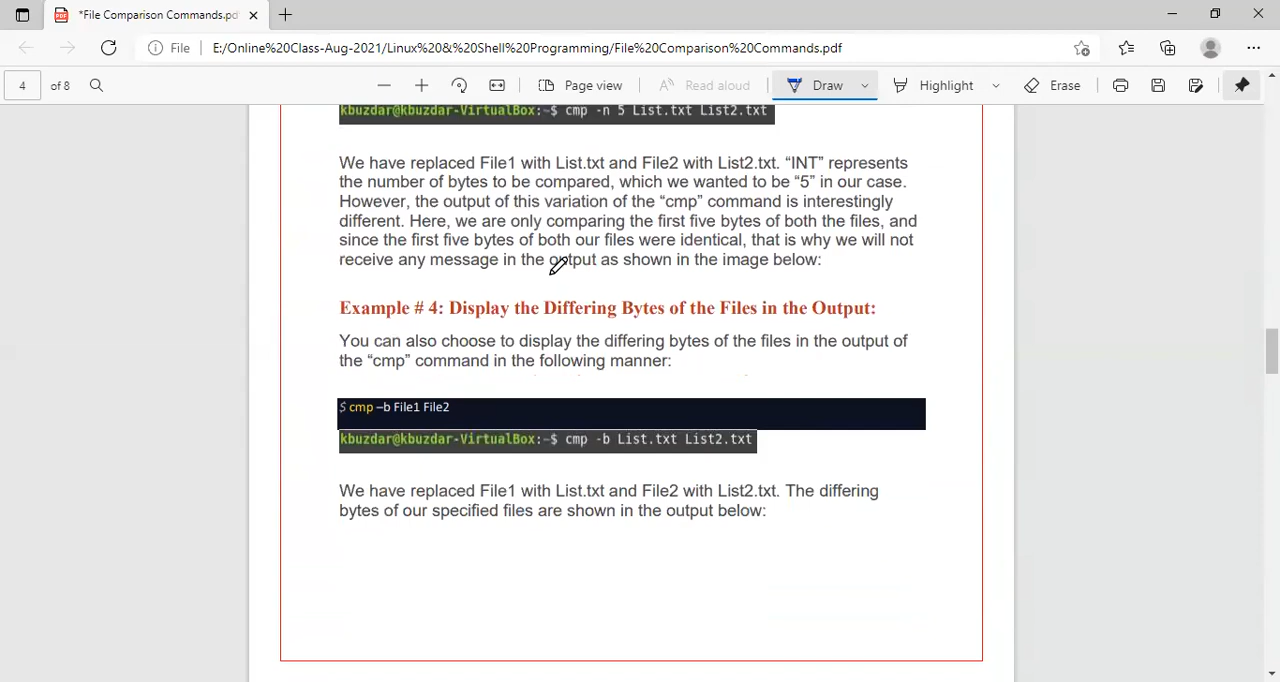 *File Comparison Commands.pd
File E:/Online%20Class-Aug-2021/Linux%20&%20Shell%20Programming/File%20Comparison%20Commands.pdf
4 of 8 Page view Read aloud Draw Highlight Erase
kbuzdar@kbuzdar-VirtualBox:~$ cmp -n 5 List.txt List2.txt
We have replaced File1 with List.txt and File2 with List2.txt. “INT” represents
the number of bytes to be compared, which we wanted to be “5” in our case.
However, the output of this variation of the “cmp” command is interestingly
different. Here, we are only comparing the first five bytes of both the files, and
since the first five bytes of both our files were identical, that is why we will not
receive any message in the output as shown in the image below:
Example # 4: Display the Differing Bytes of the Files in the Output:
You can also choose to display the differing bytes of the files in the output of
the “cmp” command in the following manner:
$ cmp –b File1 File2
kbuzdar@kbuzdar-VirtualBox:~$ cmp -b List.txt List2.txt
We have replaced File1 with List.txt and File2 with List2.txt. The differing
bytes of our specified files are shown in the output below: